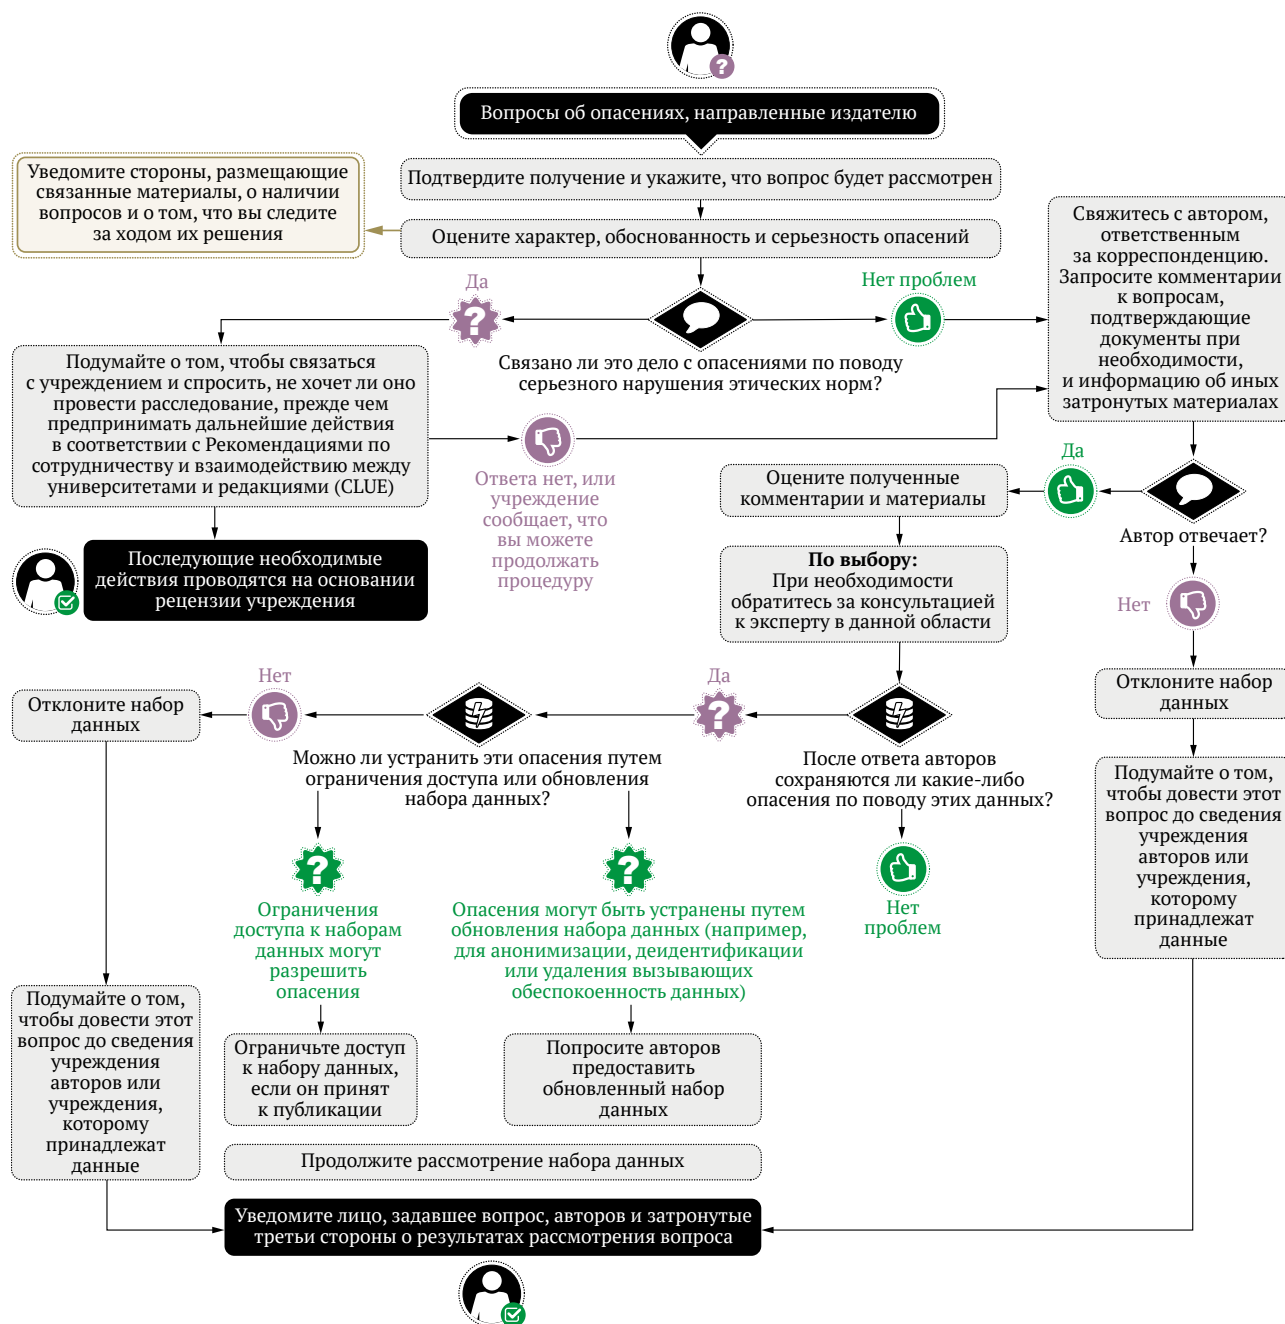 Вопросы об опасениях, направленные издателю
Уведомите стороны, размещающие
связанные материалы, о наличии
вопросов и о том, что вы следите
за ходом их решения
Подтвердите получение и укажите, что вопрос будет рассмотрен
Оцените характер, обоснованность и серьезность опасений
Свяжитесь с автором,
ответственным
за корреспонденцию.
Запросите комментарии
к вопросам,
подтверждающие
документы при
необходимости,
и информацию об иных
затронутых материалах
Да
Нет проблем
Связано ли это дело с опасениями по поводу
серьезного нарушения этических норм?
Подумайте о том, чтобы связаться
с учреждением и спросить, не хочет ли оно
провести расследование, прежде чем
предпринимать дальнейшие действия
в соответствии с Рекомендациями по
сотрудничеству и взаимодействию между
университетами и редакциями (CLUE)
Ответа нет, или
учреждение
сообщает, что
вы можете
продолжать
процедуру
Последующие необходимые
действия проводятся на основании
рецензии учреждения
Да
Автор отвечает?
Оцените полученные
комментарии и материалы
По выбору:
При необходимости
обратитесь за консультацией
к эксперту в данной области
Нет
Отклоните набор
данных
Подумайте о том,
чтобы довести этот
вопрос до сведения
учреждения
авторов или
учреждения,
которому
принадлежат
данные
Да
После ответа авторов
сохраняются ли какие-либо
опасения по поводу этих данных?
Нет
проблем
Нет
Можно ли устранить эти опасения путем
ограничения доступа или обновления
набора данных?
Отклоните набор
данных
Ограничения
доступа к наборам
данных могут
разрешить
опасения
Опасения могут быть устранены путем
обновления набора данных (например,
для анонимизации, деидентификации
или удаления вызывающих
обеспокоенность данных)
Подумайте о том,
чтобы довести этот
вопрос до сведения
учреждения
авторов или
учреждения,
которому
принадлежат
данные
Ограничьте доступ
к набору данных,
если он принят
к публикации
Попросите авторов
предоставить
обновленный набор
данных
Продолжите рассмотрение набора данных
Уведомите лицо, задавшее вопрос, авторов и затронутые
третьи стороны о результатах рассмотрения вопроса